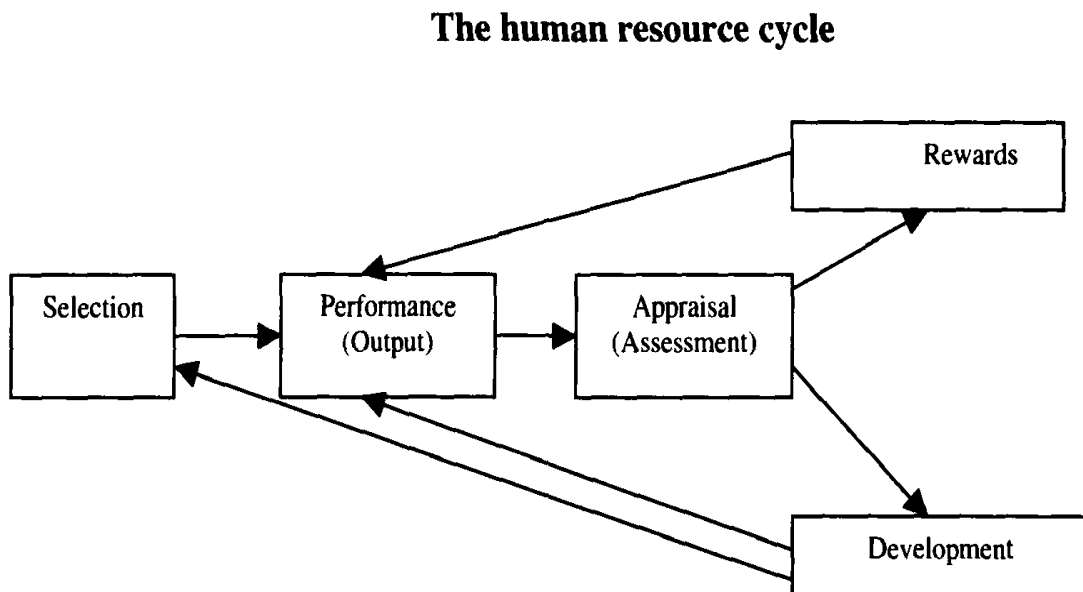 The human resource cycle
Rewards
Selection
Performance
(Output)
Appraisal
(Assessment)
Development